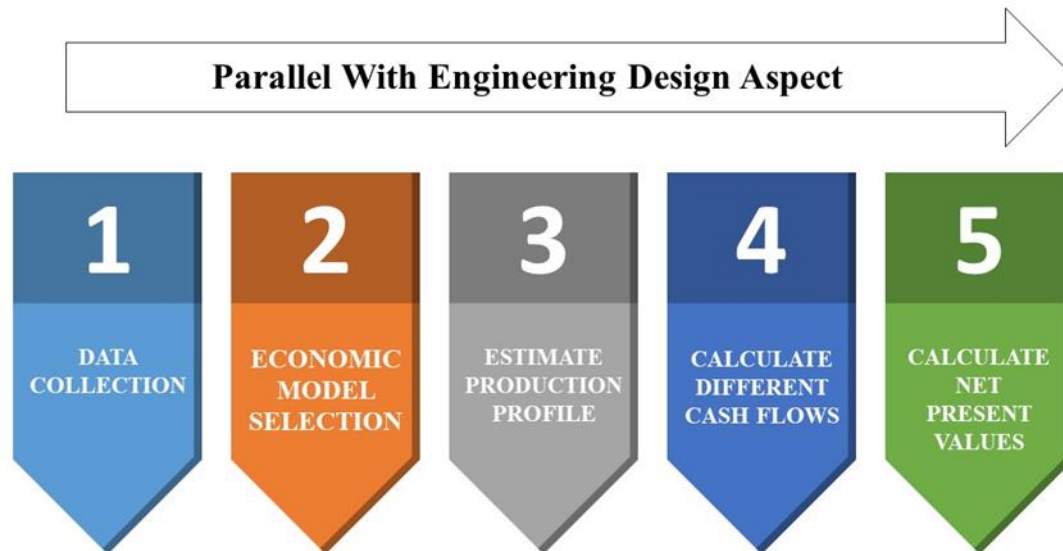 Parallel With Engineering Design Aspect
1
DATA
COLLECTION
2
ECONOMIC
MODEL
SELECTION
3
ESTIMATE
PRODUCTION
PROFILE
4
CALCULATE
DIFFERENT
CASH FLOWS
5
CALCULATE
NET
PRESENT
VALUES